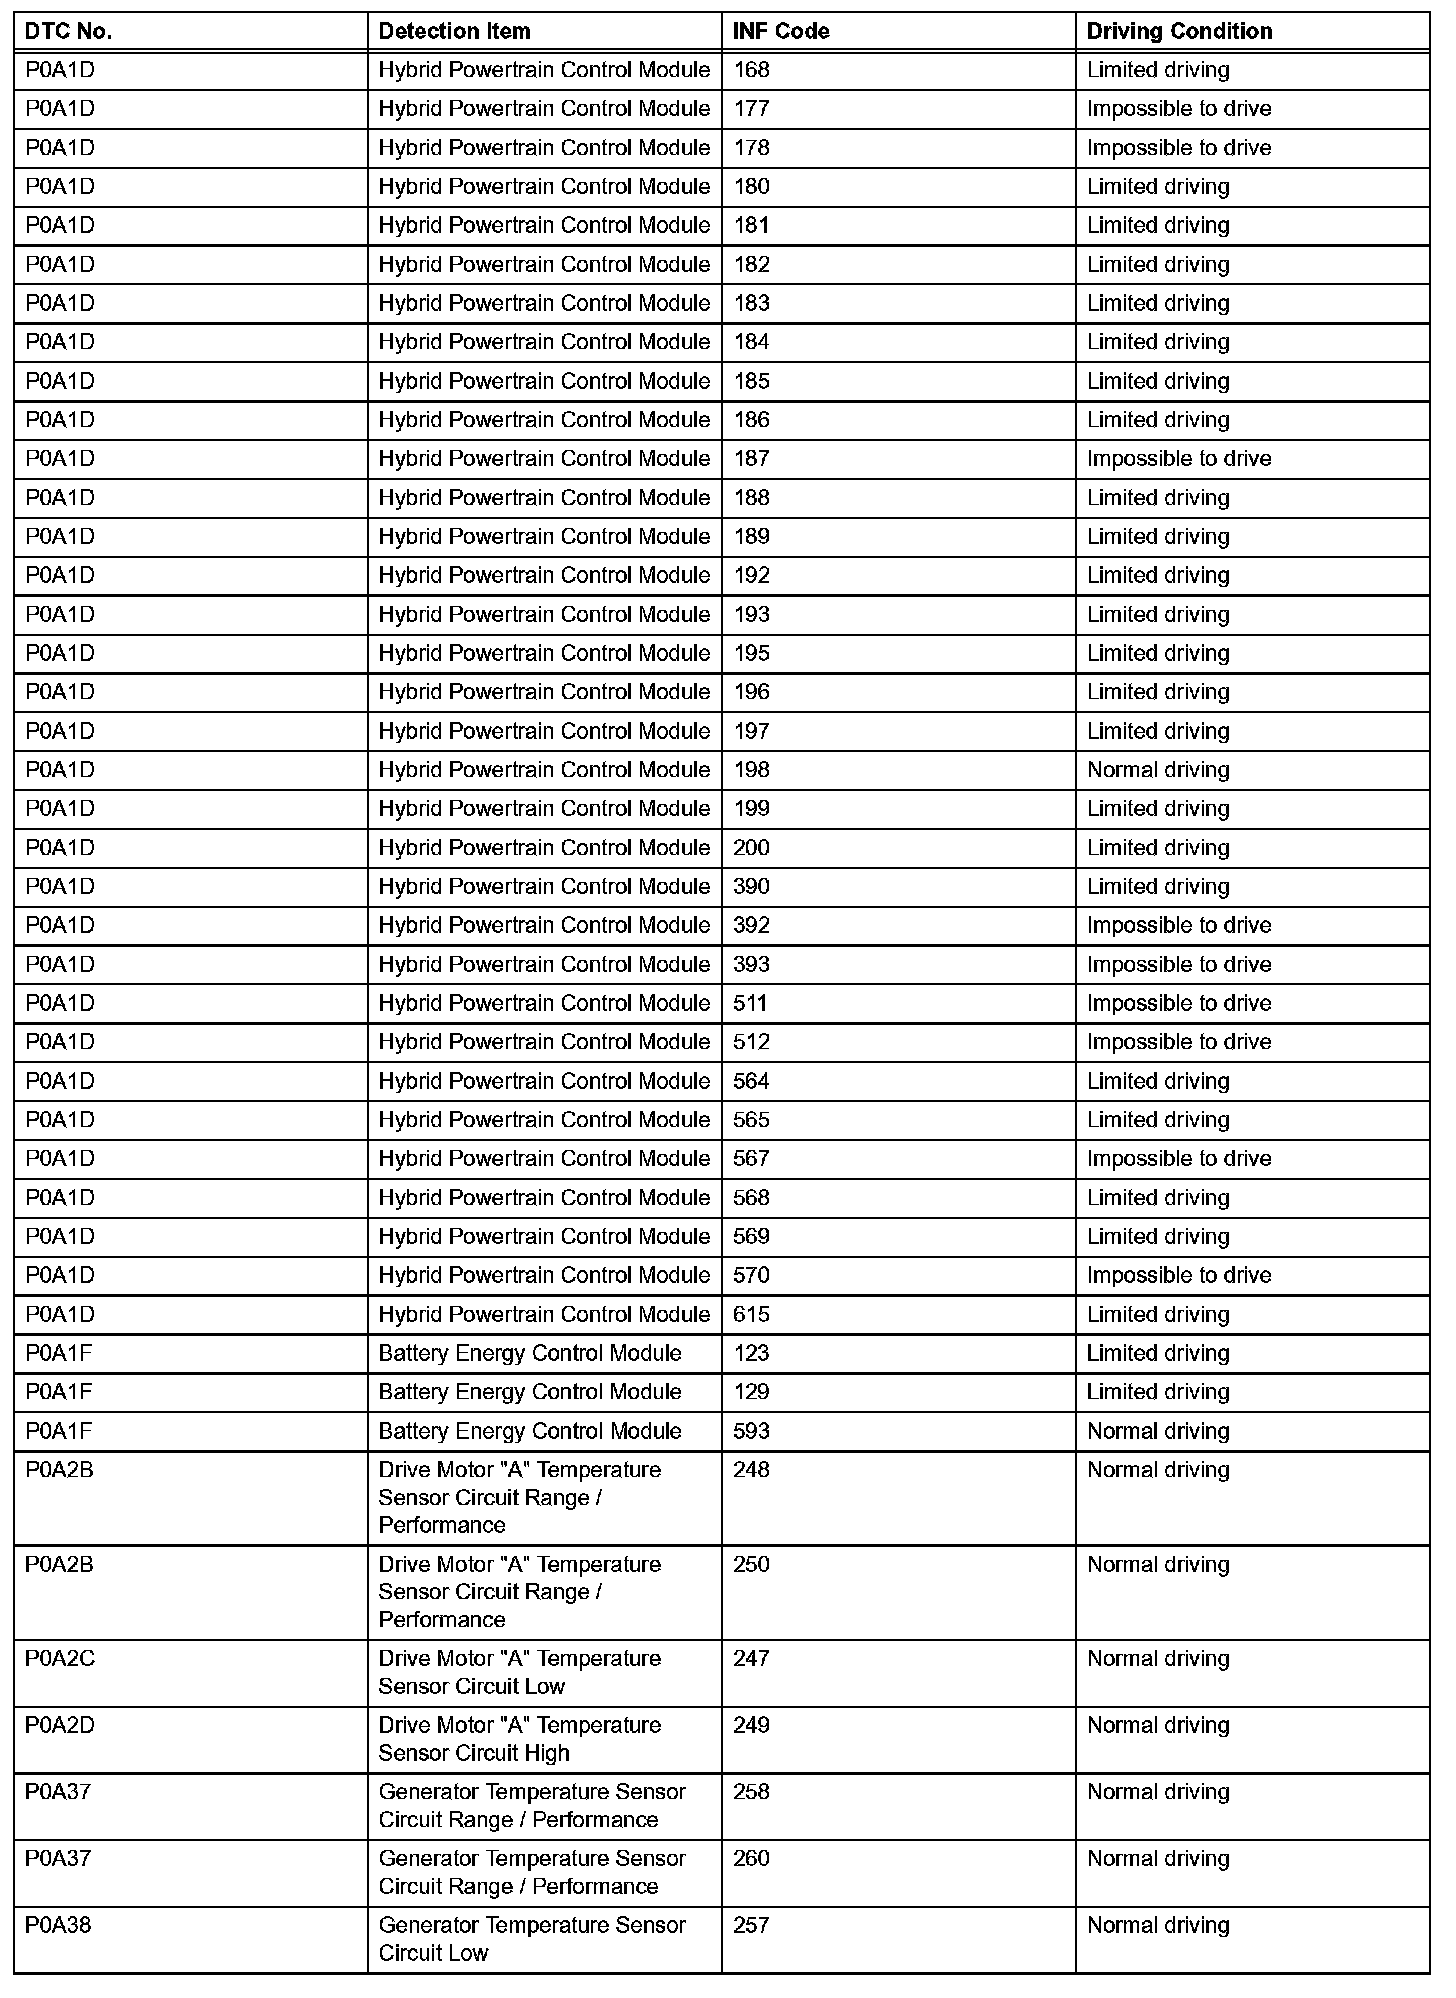 DTC No. Detection Item INF Code Driving Condition
P0A1D Hybrid Powertrain Control Module 168 Limited driving
P0A1D Hybrid Powertrain Control Module 177 Impossible to drive
P0A1D Hybrid Powertrain Control Module 178 Impossible to drive
P0A1D Hybrid Powertrain Control Module 180 Limited driving
P0A1D Hybrid Powertrain Control Module 181 Limited driving
P0A1D Hybrid Powertrain Control Module 182 Limited driving
P0A1D Hybrid Powertrain Control Module 183 Limited driving
P0A1D Hybrid Powertrain Control Module 184 Limited driving
P0A1D Hybrid Powertrain Control Module 185 Limited driving
P0A1D Hybrid Powertrain Control Module 186 Limited driving
P0A1D Hybrid Powertrain Control Module 187 Impossible to drive
P0A1D Hybrid Powertrain Control Module 188 Limited driving
P0A1D Hybrid Powertrain Control Module 189 Limited driving
P0A1D Hybrid Powertrain Control Module 192 Limited driving
P0A1D Hybrid Powertrain Control Module 193 Limited driving
P0A1D Hybrid Powertrain Control Module 195 Limited driving
P0A1D Hybrid Powertrain Control Module 196 Limited driving
P0A1D Hybrid Powertrain Control Module 197 Limited driving
P0A1D Hybrid Powertrain Control Module 198 Normal driving
P0A1D Hybrid Powertrain Control Module 199 Limited driving
P0A1D Hybrid Powertrain Control Module 200 Limited driving
P0A1D Hybrid Powertrain Control Module 390 Limited driving
P0A1D Hybrid Powertrain Control Module 392 Impossible to drive
P0A1D Hybrid Powertrain Control Module 393 Impossible to drive
P0A1D Hybrid Powertrain Control Module 511 Impossible to drive
P0A1D Hybrid Powertrain Control Module 512 Impossible to drive
P0A1D Hybrid Powertrain Control Module 564 Limited driving
P0A1D Hybrid Powertrain Control Module 565 Limited driving
P0A1D Hybrid Powertrain Control Module 567 Impossible to drive
P0A1D Hybrid Powertrain Control Module 568 Limited driving
P0A1D Hybrid Powertrain Control Module 569 Limited driving
P0A1D Hybrid Powertrain Control Module 570 Impossible to drive
P0A1D Hybrid Powertrain Control Module 615 Limited driving
P0A1F Battery Energy Control Module 123 Limited driving
P0A1F Battery Energy Control Module 129 Limited driving
P0A1F Battery Energy Control Module 593 Normal driving
P0A2B Drive Motor "A" Temperature 248 Normal driving
Sensor Circuit Range /
Performance
P0A2B Drive Motor "A" Temperature 250 Normal driving
Sensor Circuit Range /
Performance
P0A2C Drive Motor "A" Temperature 247 Normal driving
Sensor Circuit Low
P0A2D Drive Motor "A" Temperature 249 Normal driving
Sensor Circuit High
P0A37 Generator Temperature Sensor 258 Normal driving
Circuit Range / Performance
P0A37 Generator Temperature Sensor 260 Normal driving
Circuit Range / Performance
P0A38 Generator Temperature Sensor 257 Normal driving
Circuit Low